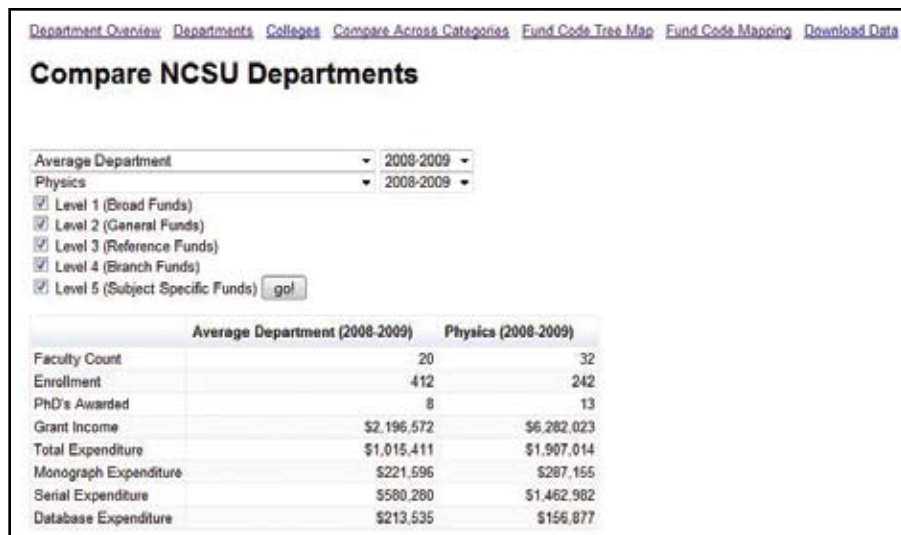 Department Overview Departments Colleges Compare Across Categories Fund Code Tree Map Fund Code Mapping Download Data
Compare NCSU Departments
Average Department 2008-2009
Physics 2008-2009
Level 1 (Broad Funds)
Level 2 (General Funds)
Level 3 (Reference Funds)
Level 4 (Branch Funds)
Level 5 (Subject Specific Funds) go!
Average Department (2008-2009) Physics (2008-2009)
Faculty Count 20 32
Enrollment 412 242
PhD's Awarded 8 13
Grant Income $2,196,572 $6,282,023
Total Expenditure $1,015,411 $1,907,014
Monograph Expenditure $221,596 $287,155
Serial Expenditure $580,280 $1,462,982
Database Expenditure $213,535 $156,877